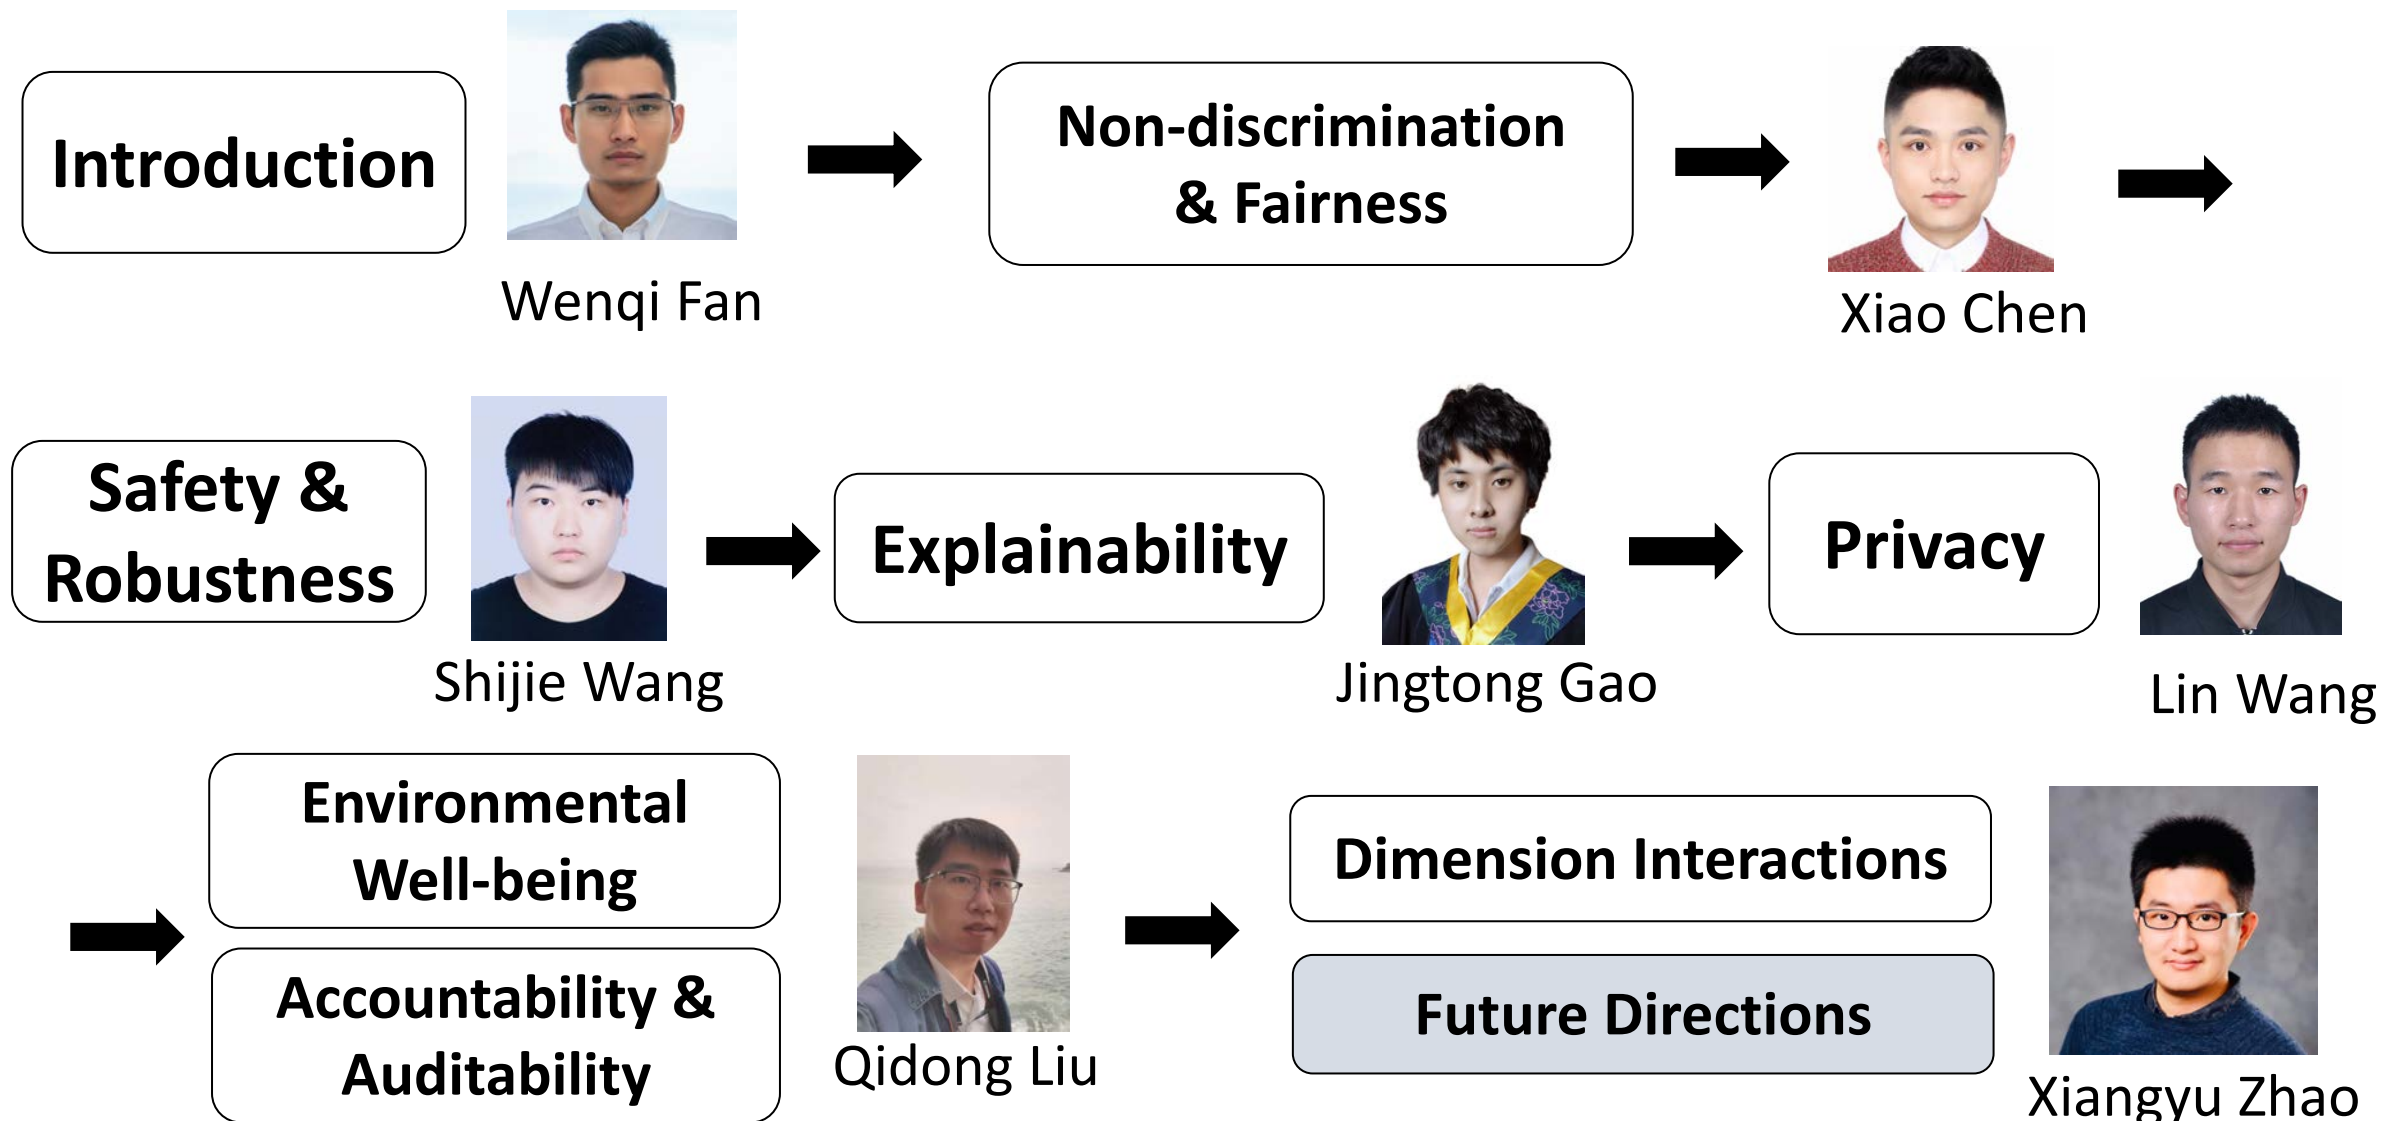 Introduction
Wenqi Fan
Non-discrimination
& Fairness
Xiao Chen
Safety &
Robustness
Shijie Wang
Explainability
Jingtong Gao
Privacy
Lin Wang
Environmental
Well-being
Accountability &
Auditability
Qidong Liu
Dimension Interactions
Future Directions
Xiangyu Zhao